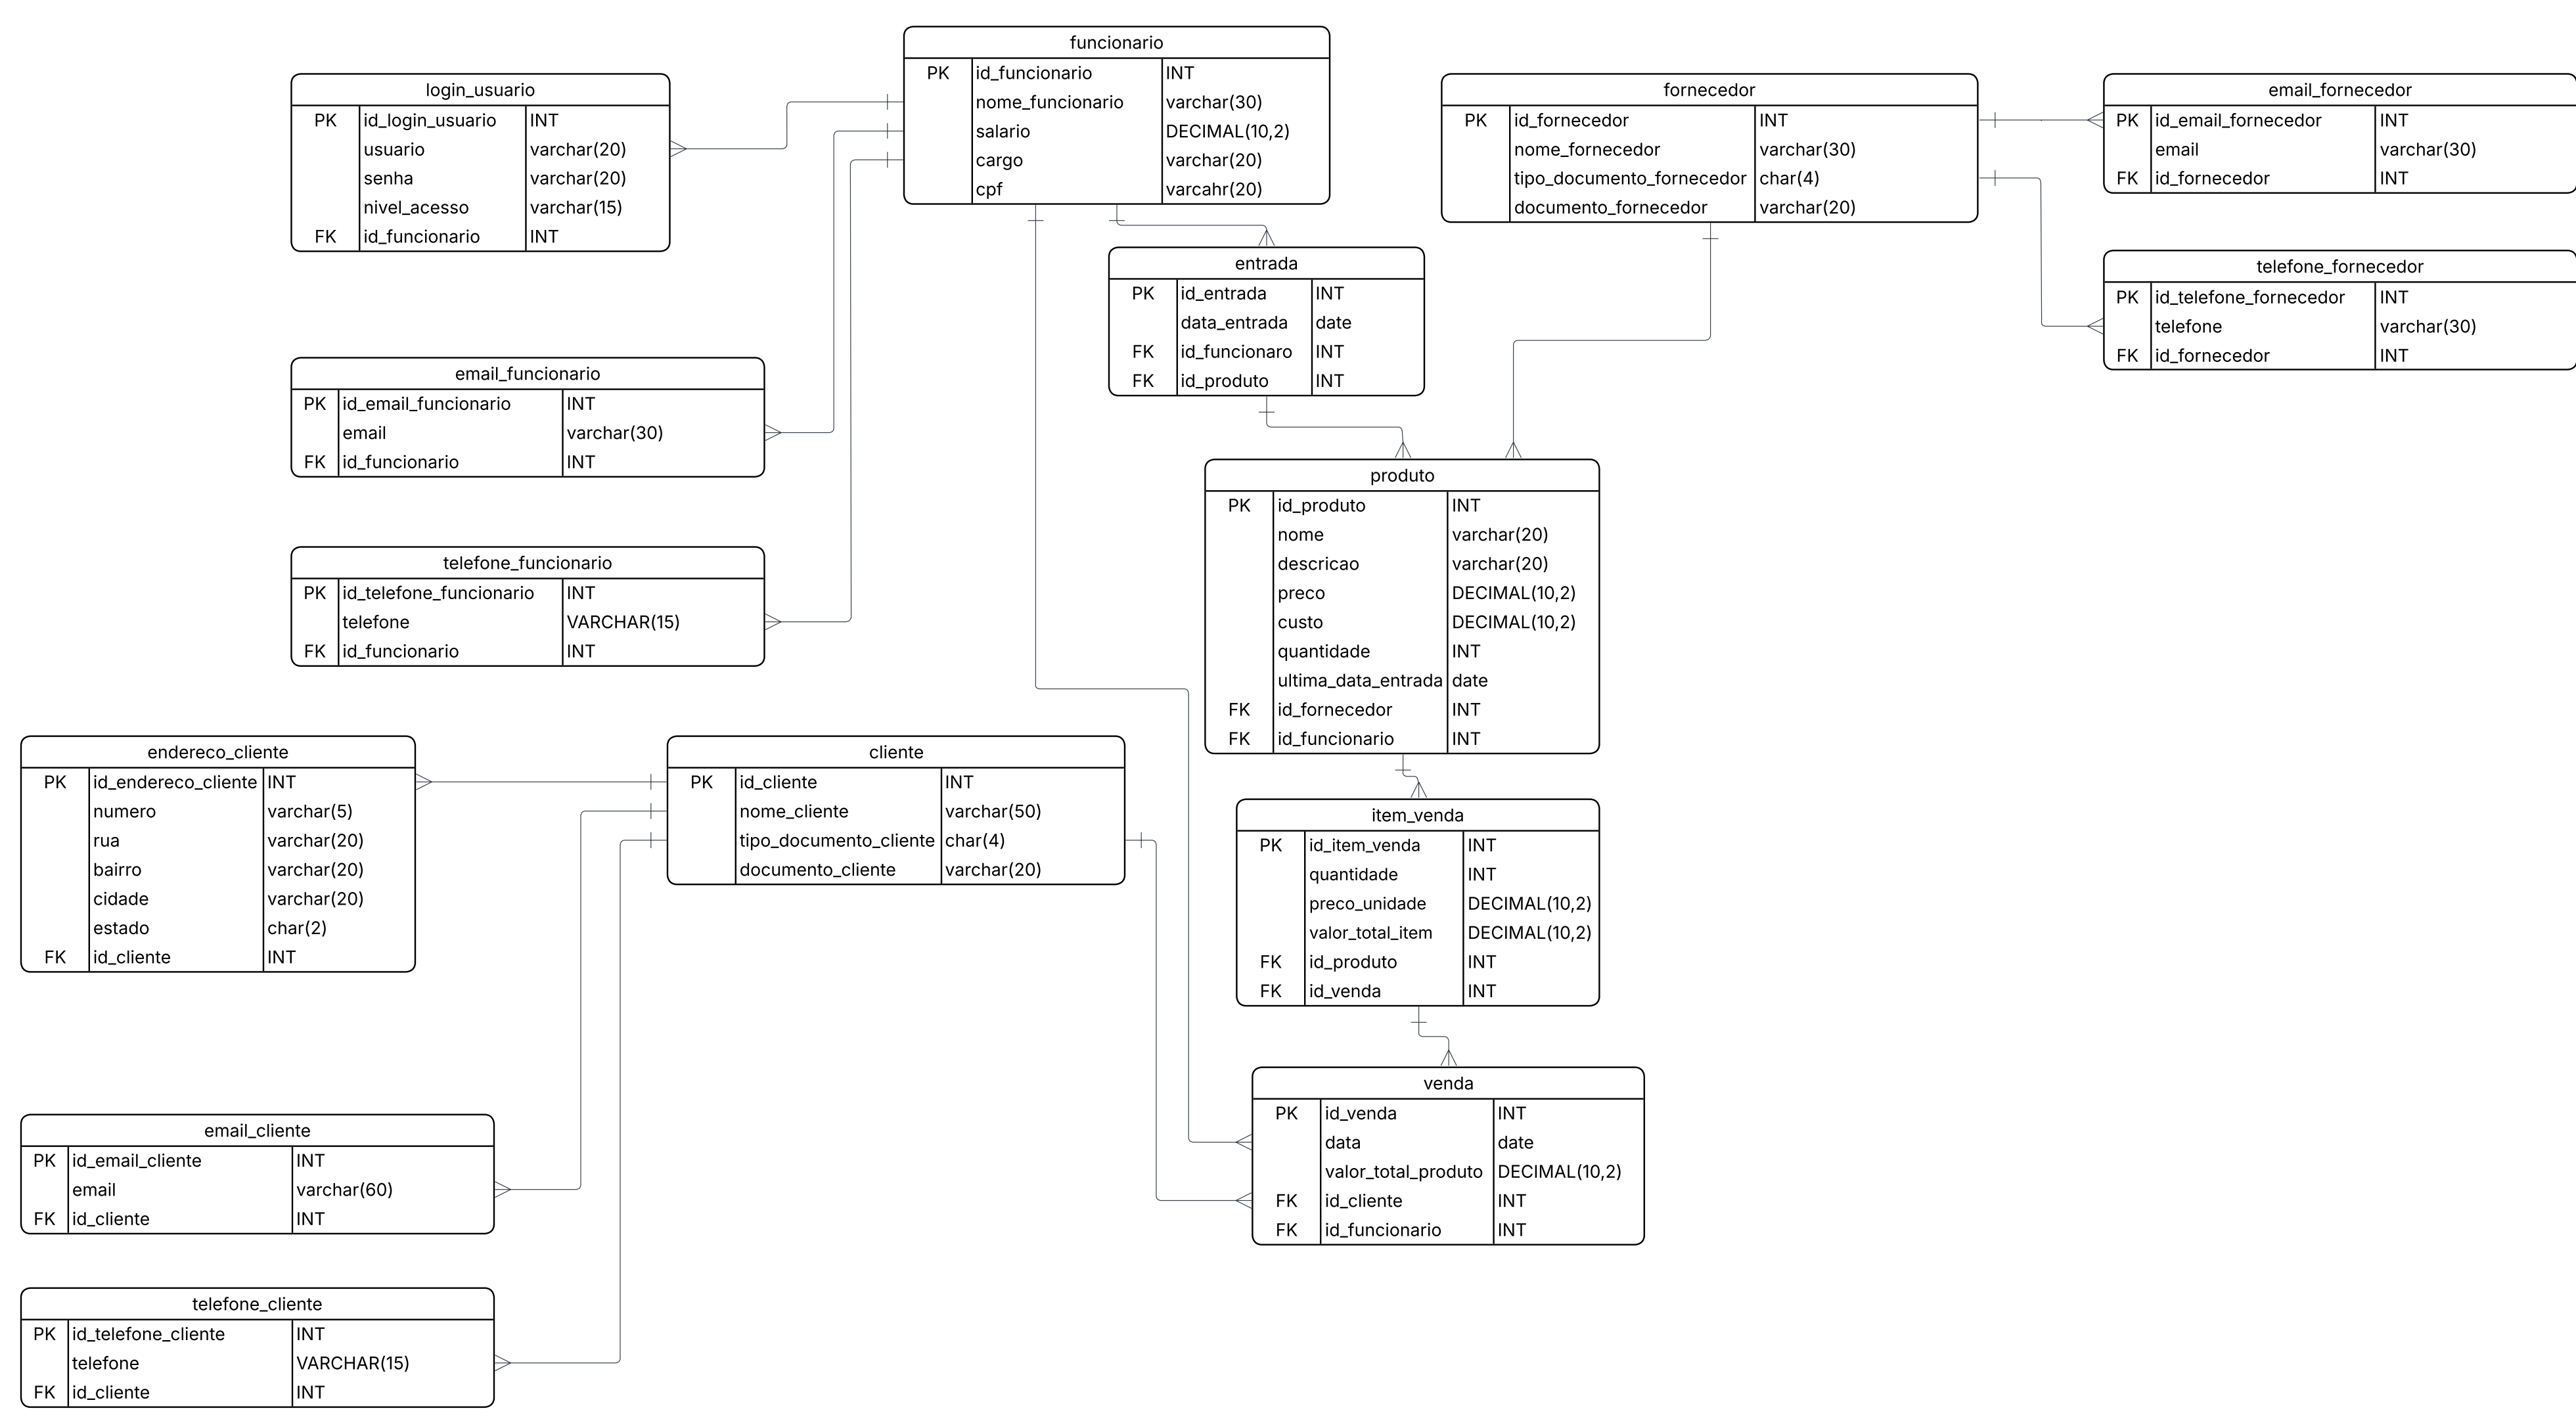 funcionario
PK id_funcionario INT
nome_funcionario varchar(30)
salario DECIMAL(10,2)
cargo varchar(20)
cpf varcahr(20)
login_usuario
PK id_login_usuario INT
usuario varchar(20)
senha varchar(20)
nivel_acesso varchar(15)
FK id_funcionario INT
fornecedor
PK id_fornecedor INT
nome_fornecedor varchar(30)
tipo_documento_fornecedor char(4)
documento_fornecedor varchar(20)
email_fornecedor
PK id_email_fornecedor INT
email varchar(30)
FK id_fornecedor INT
entrada
PK id_entrada INT
data_entrada date
FK id_funcionaro INT
FK id_produto INT
telefone_fornecedor
PK id_telefone_fornecedor INT
telefone varchar(30)
FK id_fornecedor INT
email_funcionario
PK id_email_funcionario INT
email varchar(30)
FK id_funcionario INT
produto
PK id_produto INT
nome varchar(20)
descricao varchar(20)
preco DECIMAL(10,2)
custo DECIMAL(10,2)
quantidade INT
ultima_data_entrada date
FK id_fornecedor INT
FK id_funcionario INT
telefone_funcionario
PK id_telefone_funcionario INT
telefone VARCHAR(15)
FK id_funcionario INT
endereco_cliente
PK id_endereco_cliente INT
numero varchar(5)
rua varchar(20)
bairro varchar(20)
cidade varchar(20)
estado char(2)
FK id_cliente INT
cliente
PK id_cliente INT
nome_cliente varchar(50)
tipo_documento_cliente char(4)
documento_cliente varchar(20)
item_venda
PK id_item_venda INT
quantidade INT
preco_unidade DECIMAL(10,2)
valor_total_item DECIMAL(10,2)
FK id_produto INT
FK id_venda INT
venda
PK id_venda INT
data date
valor_total_produto DECIMAL(10,2)
FK id_cliente INT
FK id_funcionario INT
email_cliente
PK id_email_cliente INT
email varchar(60)
FK id_cliente INT
telefone_cliente
PK id_telefone_cliente INT
telefone VARCHAR(15)
FK id_cliente INT